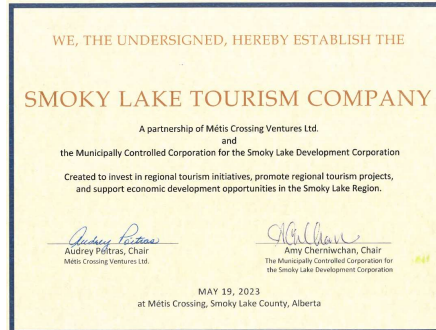 WE, THE UNDERSIGNED, HEREBY ESTABLISH THE
SMOKY LAKE TOURISM COMPANY
A partnership of Métis Crossing Ventures Ltd.
and
the Municipally Controlled Corporation for the Smoky Lake Development Corporation
Created to invest in regional tourism initiatives, promote regional tourism projects,
and support economic development opportunities in the Smoky Lake Region.
Audrey Poitras
Audrey Poitras, Chair
Métis Crossing Ventures Ltd.
Amy Cherniwchan, Chair
The Municipally Controlled Corporation for
the Smoky Lake Development Corporation
MAY 19, 2023
at Métis Crossing, Smoky Lake County, Alberta